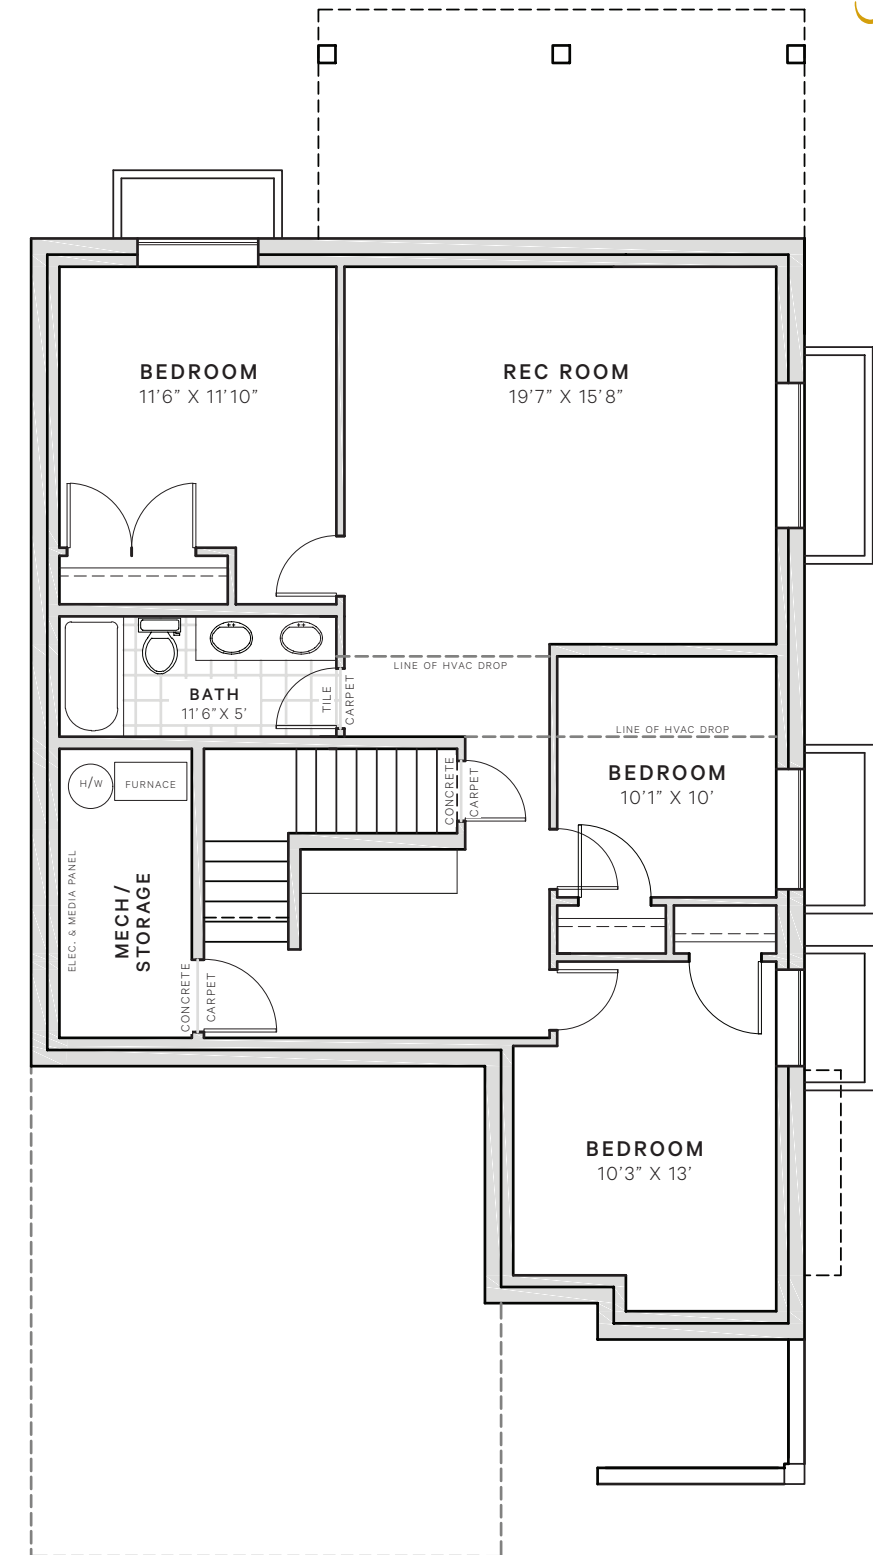 BEDROOM
11'6” X 11'10”
REC ROOM
19'7” X 15'8”
LINE OF HVAC DROP
BATH
11'6” X 5'
TILE
CARPET
LINE OF HVAC DROP
BEDROOM
10'1” X 10'
H/W
FURNACE
CONCRETE
CARPET
ELEC. & MEDIA PANEL
MECH/
STORAGE
CONCRETE
CARPET
BEDROOM
10'3” X 13'